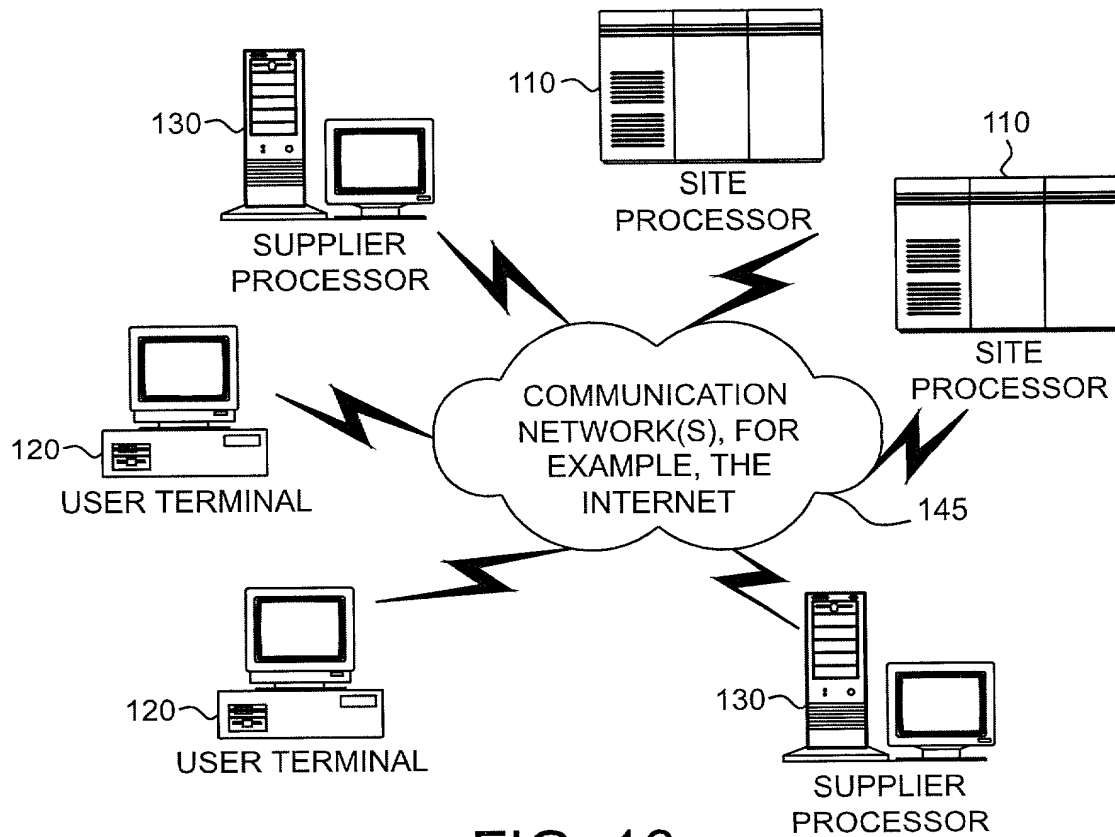 110
SITE
PROCESSOR
130
SUPPLIER
PROCESSOR
110
SITE
PROCESSOR
COMMUNICATION
NETWORK(S), FOR
EXAMPLE, THE
INTERNET
145
120
USER TERMINAL
120
USER TERMINAL
130
SUPPLIER
PROCESSOR